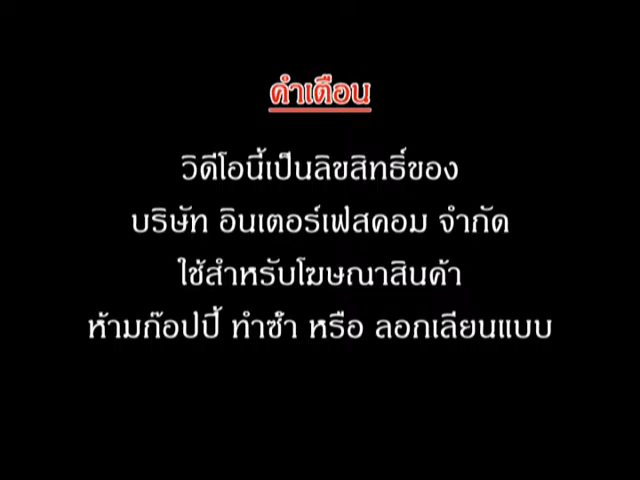 คำเตือน
วิดีโอนี้เป็นลิขสิทธิ์ของ
บริษัท อินเตอร์เฟสคอม จำกัด
ใช้สำหรับโฆษณาสินค้า
ห้ามก๊อปปี้ ทำซ้ำ หรือ ลอกเลียนแบบ